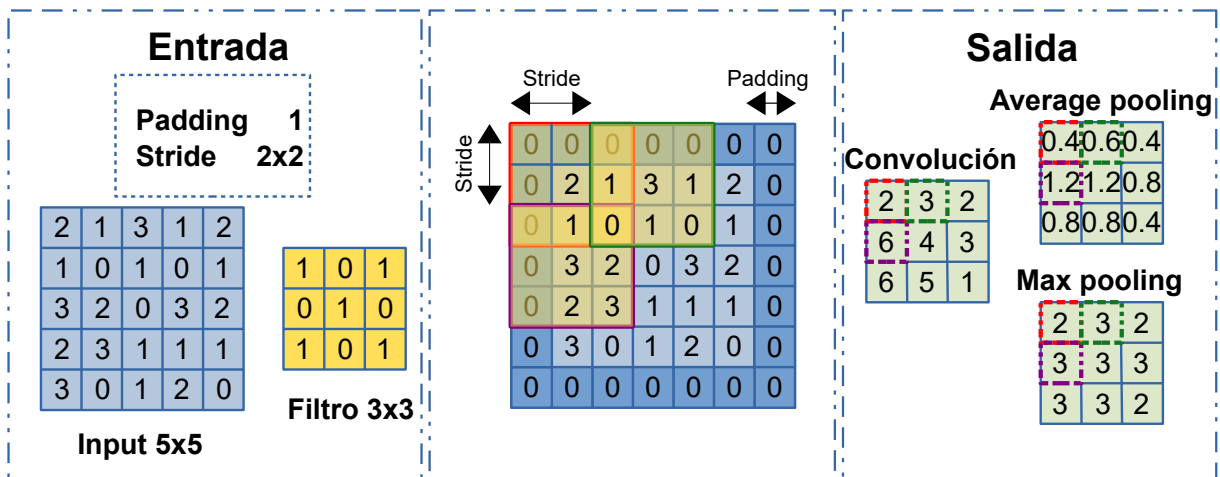 Entrada
Padding 1
Stride 2x2
2 1 3 1 2
1 0 1 0 1
3 2 0 3 2
2 3 1 1 1
3 0 1 2 0
Input 5x5
1 0 1
0 1 0
1 0 1
Filtro 3x3
Stride
Padding
Stride
0 0 0 0 0 0 0
0 2 1 3 1 2 0
0 1 0 1 0 1 0
0 3 2 0 3 2 0
0 2 3 1 1 1 0
0 3 0 1 2 0 0
0 0 0 0 0 0 0
Salida
Convolución
2 3 2
6 4 3
6 5 1
Average pooling
0.4 0.6 0.4
1.2 1.2 0.8
0.8 0.8 0.4
Max pooling
2 3 2
3 3 3
3 3 2